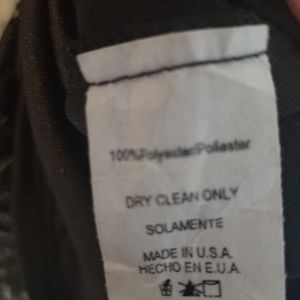 100%Polyester/Poliester
DRY CLEAN ONLY
SOLAMENTE
MADE IN U.S.A.
HECHO EN E.U.A.